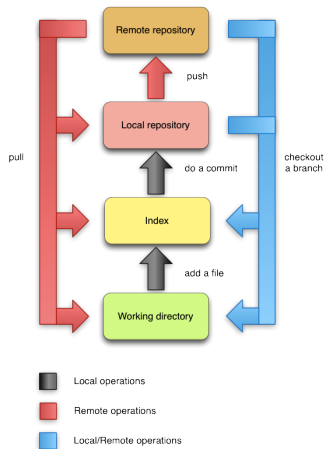 Remote repository
push
Local repository
pull
do a commit
checkout
a branch
Index
add a file
Working directory
Local operations
Remote operations
Local/Remote operations